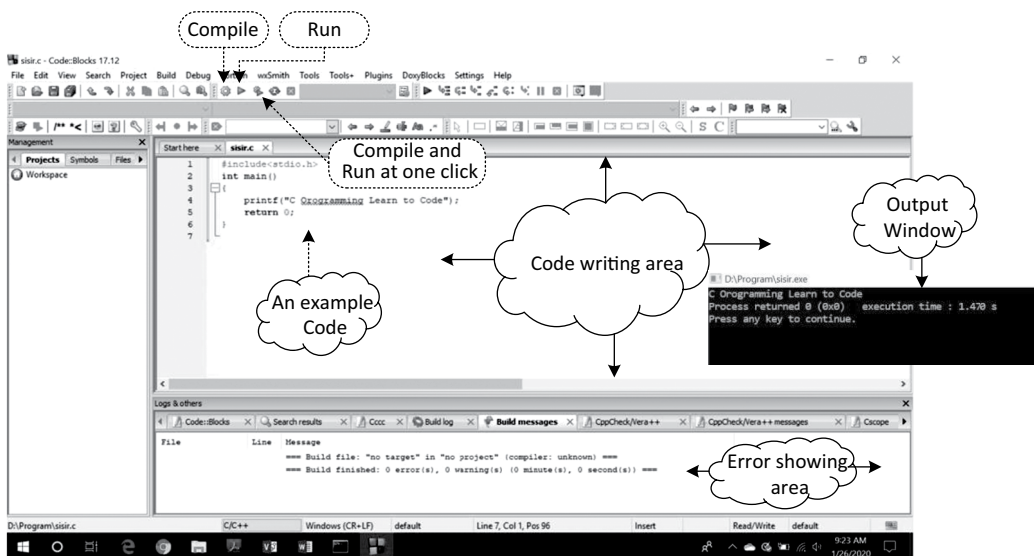 Compile
Run
sisir.c - Code::Blocks 17.12
File Edit View Search Project Build Debug wxSmith Tools Tools+ Plugins DoxyBlocks Settings Help
/** *<
S C
Management
Projects Symbols Files
Workspace
Start here sisir.c
Compile and
Run at one click
1 #include<stdio.h>
2 int main()
3 {
4 printf("C Orogramming Learn to Code");
5 return 0;
6 }
7
Code writing area
An example
Code
Output
Window
D:\Program\sisir.exe
C Orogramming Learn to Code
Process returned 0 (0x0) execution time : 1.470 s
Press any key to continue.
Logs & others
Code::Blocks Search results Cccc Build log Build messages CppCheck/Vera++ CppCheck/Vera++ messages Cscope
File Line Message
=== Build file: "no target" in "no project" (compiler: unknown) ===
=== Build finished: 0 error(s), 0 warning(s) (0 minute(s), 0 second(s)) ===
Error showing
area
D:\Program\sisir.c C/C++ Windows (CR+LF) default Line 7, Col 1, Pos 96 Insert Read/Write default
9:23 AM
1/26/2020